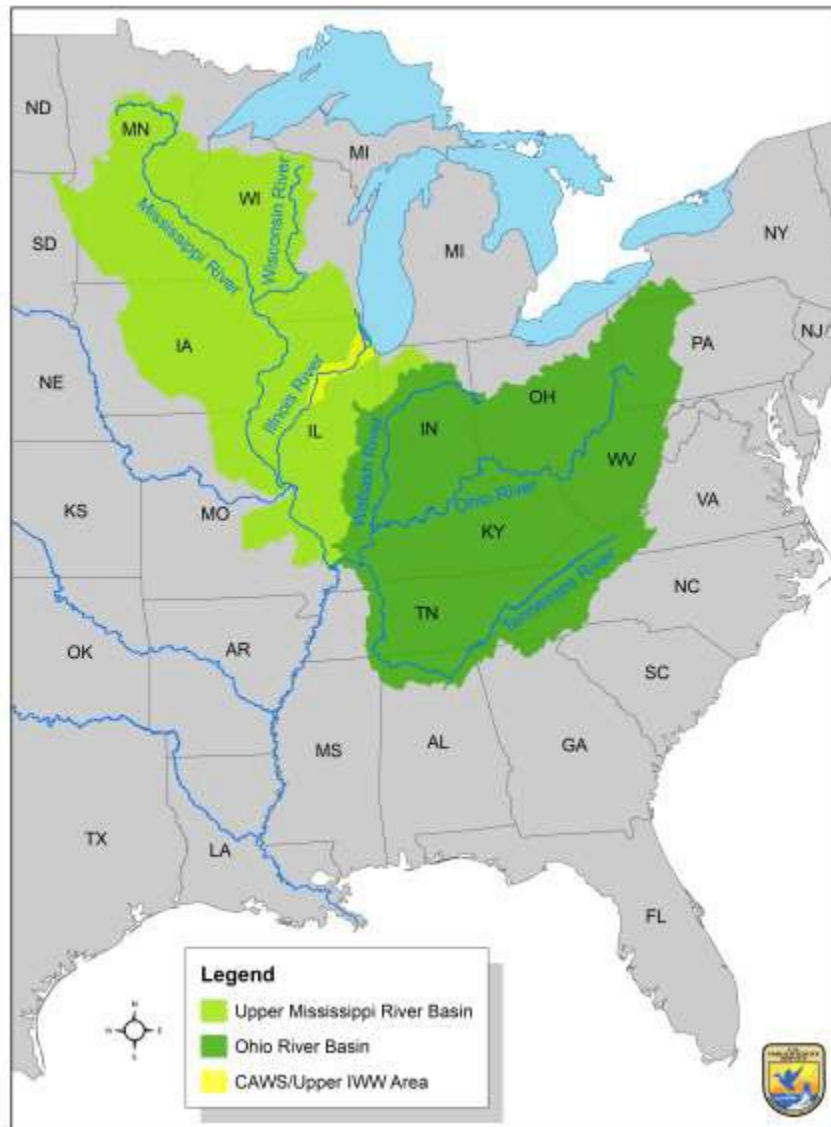 ND
MN
MI
WI
Wisconsin River
Mississippi River
SD
MI
NY
IA
PA
NJ/
NE
Illinois River
OH
IN
IL
Wabash River
WV
Ohio River
KS
MO
VA
KY
Tennessee River
NC
TN
OK
AR
SC
MS
AL
GA
TX
LA
FL
Legend
Upper Mississippi River Basin
Ohio River Basin
CAWS/Upper IWW Area
N
E
S